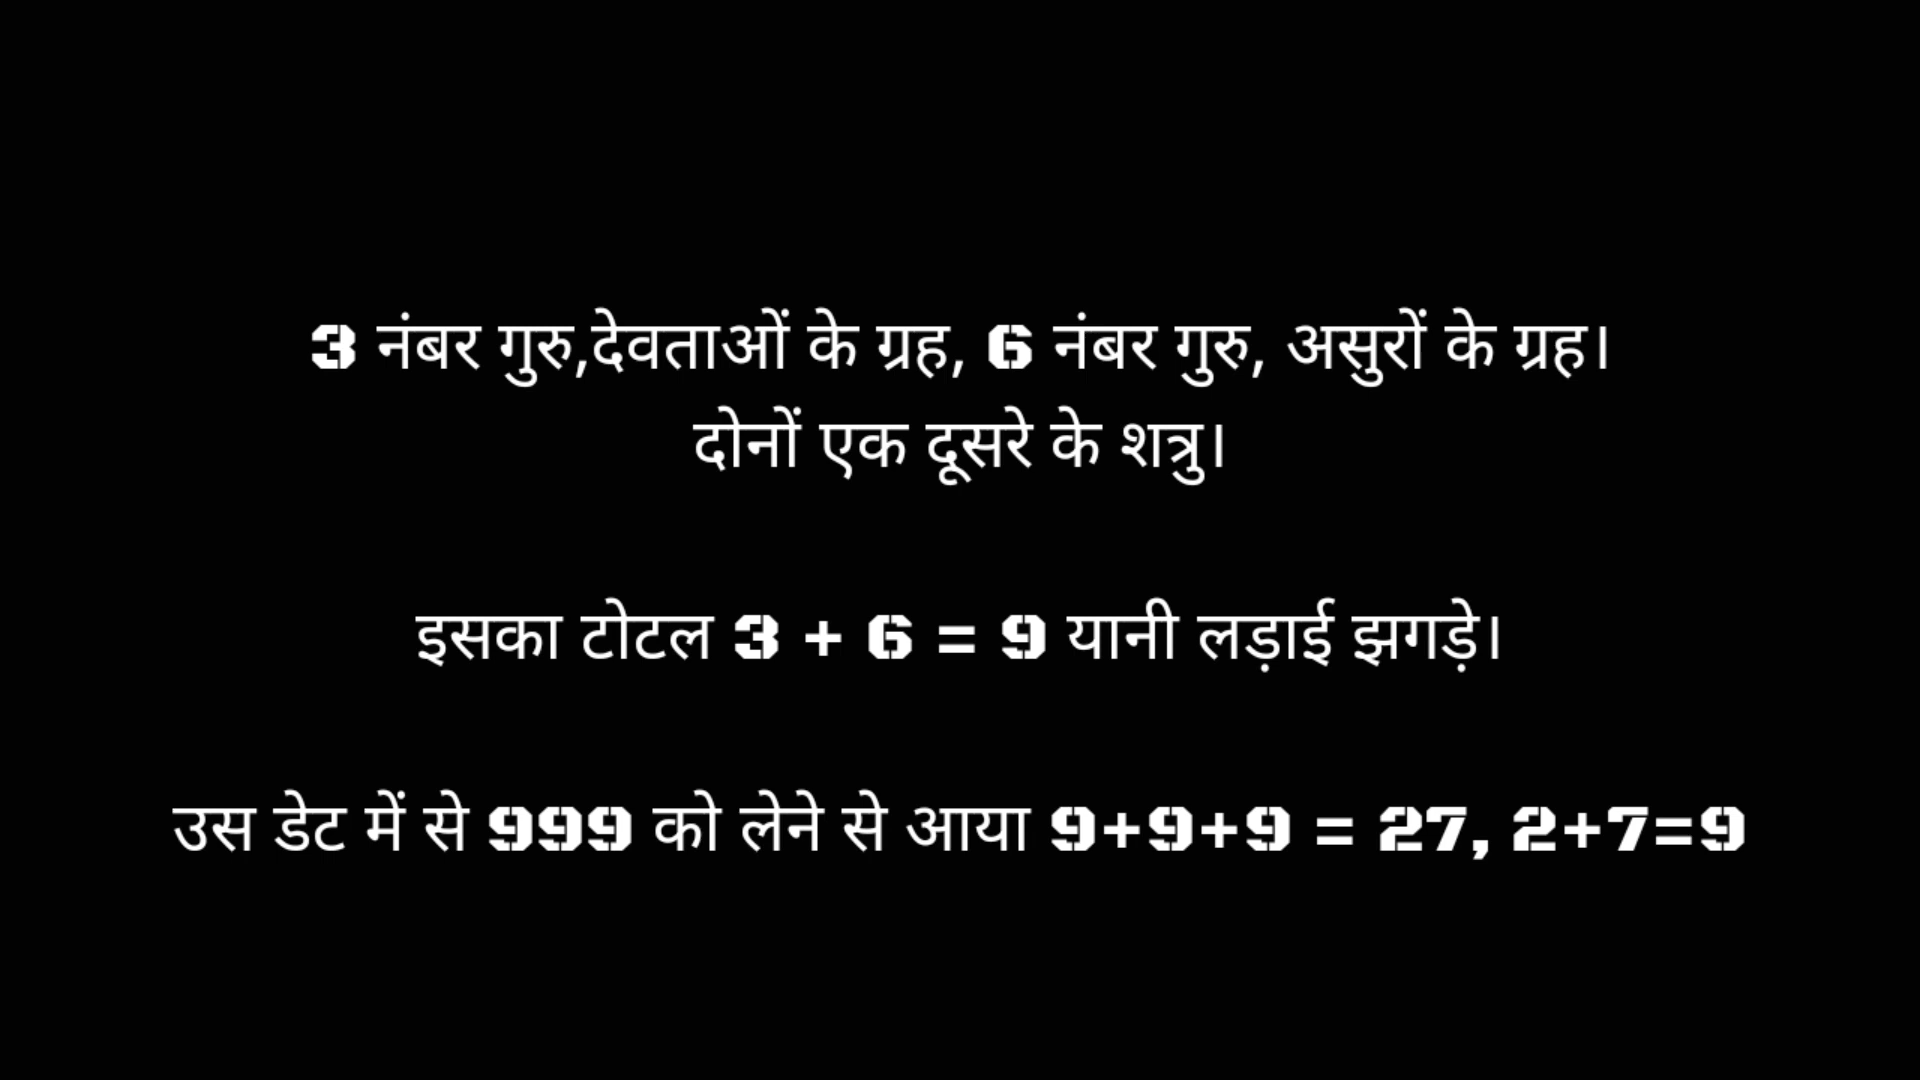 3 नंबर गुरु,देवताओं के ग्रह, 6 नंबर गुरु, असुरों के ग्रह।
दोनों एक दूसरे के शत्रु।
इसका टोटल 3 + 6 = 9 यानी लड़ाई झगड़े।
उस डेट में से 999 को लेने से आया 9+9+9 = 27, 2+7=9